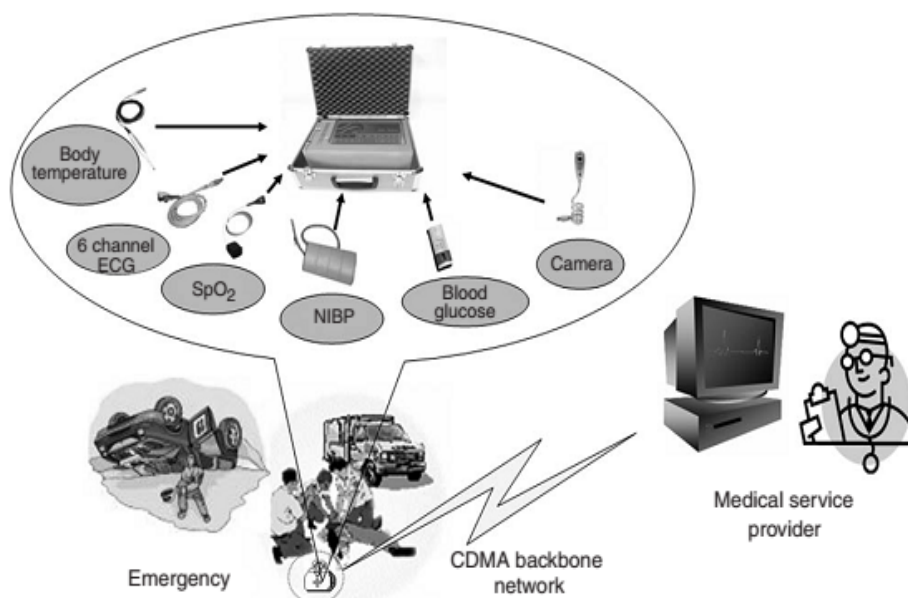 Body
temperature
6 channel
ECG
SpO₂
NIBP
Blood
glucose
Camera
Medical service
provider
CDMA backbone
network
Emergency